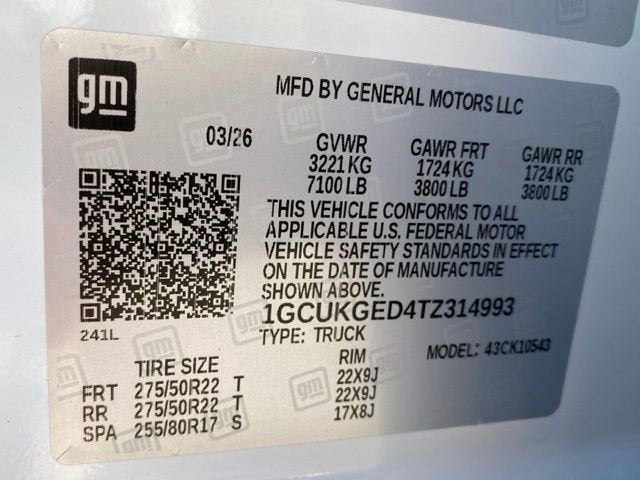 gm
MFD BY GENERAL MOTORS LLC
03/26
GVWR GAWR FRT GAWR RR
3221 KG 1724 KG 1724 KG
7100 LB 3800 LB 3800 LB
THIS VEHICLE CONFORMS TO ALL
APPLICABLE U.S. FEDERAL MOTOR
VEHICLE SAFETY STANDARDS IN EFFECT
ON THE DATE OF MANUFACTURE
SHOWN ABOVE.
1GCUKGED4TZ314993
241L
TYPE: TRUCK
MODEL: 43CK10543
TIRE SIZE RIM
FRT 275/50R22 T 22X9J
RR 275/50R22 T 22X9J
SPA 255/80R17 S 17X8J